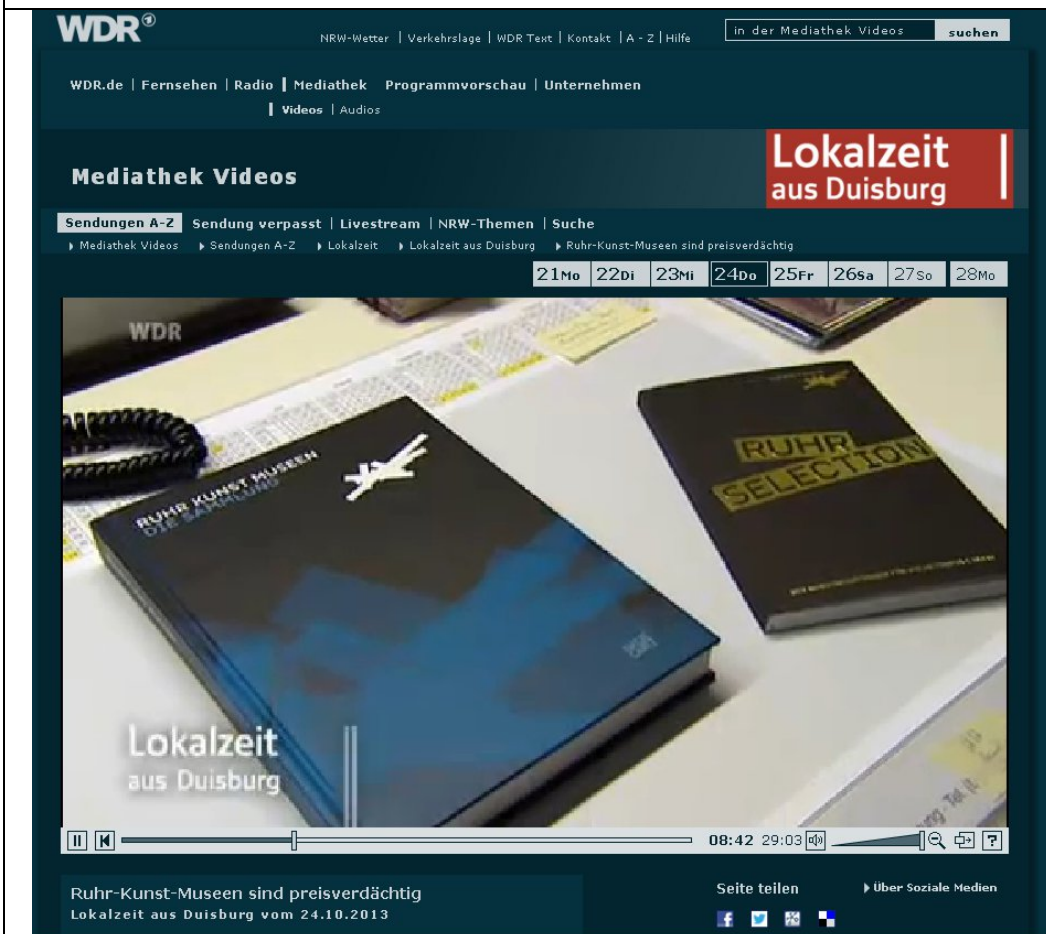 WDR®
NRW-Wetter | Verkehrslage | WDR Text | Kontakt | A - Z | Hilfe
in der Mediathek Videos
suchen
WDR.de | Fernsehen | Radio | Mediathek Programmvorschau | Unternehmen
Videos | Audios
Mediathek Videos
Lokalzeit
aus Duisburg
Sendungen A-Z Sendung verpasst | Livestream | NRW-Themen | Suche
Mediathek Videos Sendungen A-Z Lokalzeit Lokalzeit aus Duisburg Ruhr-Kunst-Museen sind preisverdächtig
21Mo 22Di 23Mi 24Do 25Fr 26Sa 27So 28Mo
WDR
RUHR KUNST MUSEEN
DIE SAMMLUNG
RUHR
SELECTION
Lokalzeit
aus Duisburg
08:42 29:03
?
Ruhr-Kunst-Museen sind preisverdächtig
Lokalzeit aus Duisburg vom 24.10.2013
Seite teilen
Über Soziale Medien